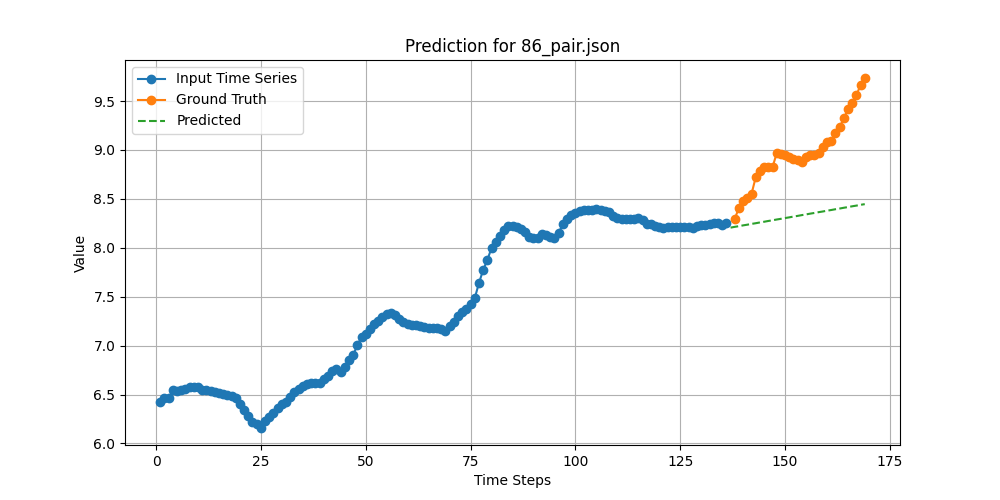 Prediction for 86_pair.json
Input Time Series
Ground Truth
Predicted
Value
9.5
9.0
8.5
8.0
7.5
7.0
6.5
6.0
0 25 50 75 100 125 150 175
Time Steps